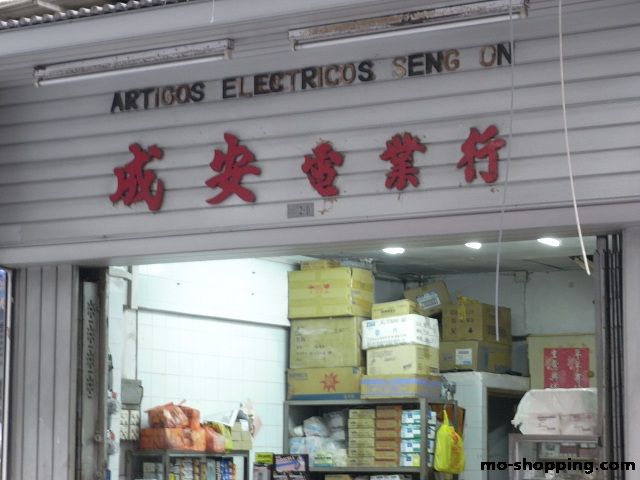 ARTIGOS ELECTRICOS SENG ON
成安電業行
mo-shopping.com